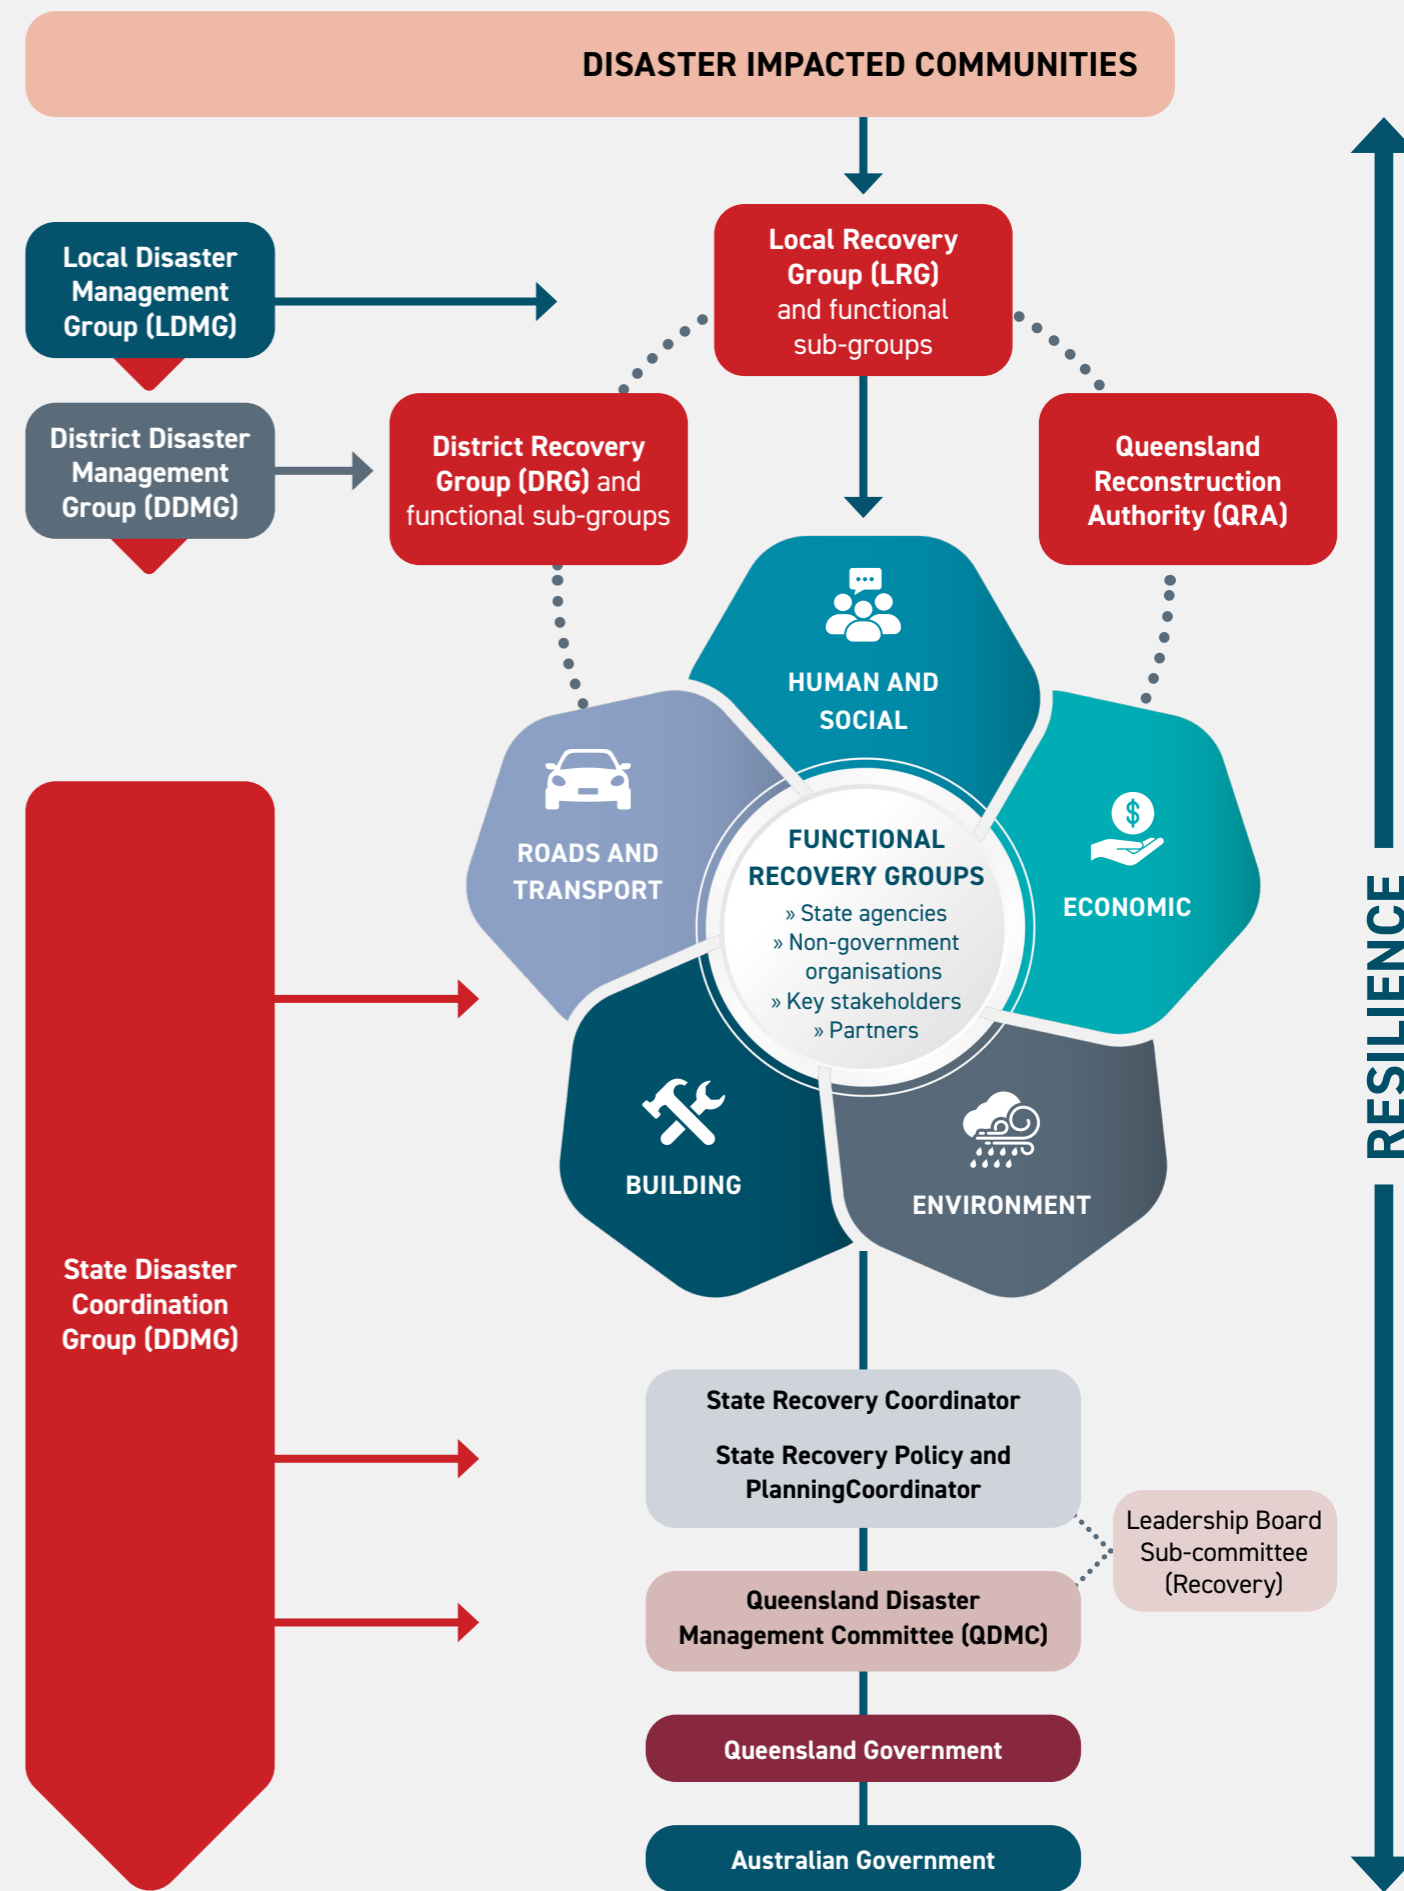 DISASTER IMPACTED COMMUNITIES
Local Disaster
Management
Group (LDMG)
Local Recovery
Group (LRG)
and functional
sub-groups
District Disaster
Management
Group (DDMG)
District Recovery
Group (DRG) and
functional sub-groups
Queensland
Reconstruction
Authority (QRA)
HUMAN AND
SOCIAL
ROADS AND
TRANSPORT
FUNCTIONAL
RECOVERY GROUPS
» State agencies
» Non-government
organisations
» Key stakeholders
» Partners
$
ECONOMIC
BUILDING
ENVIRONMENT
RESILIENCE
State Disaster
Coordination
Group (DDMG)
State Recovery Coordinator
State Recovery Policy and
PlanningCoordinator
Leadership Board
Sub-committee
(Recovery)
Queensland Disaster
Management Committee (QDMC)
Queensland Government
Australian Government